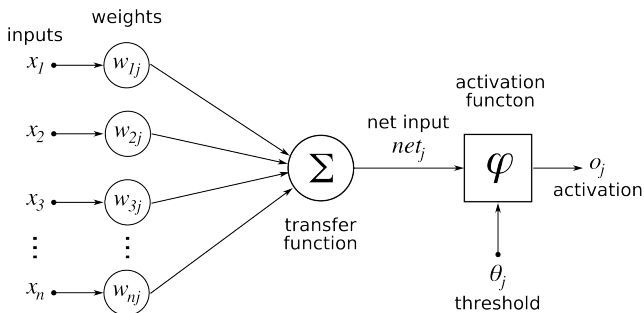 weights
inputs
x1 w1j
activation
functon
x2 w2j
net input
netj
Σ
φ
oj
activation
x3 w3j
transfer
function
⋮ ⋮
xn wnj
θj
threshold